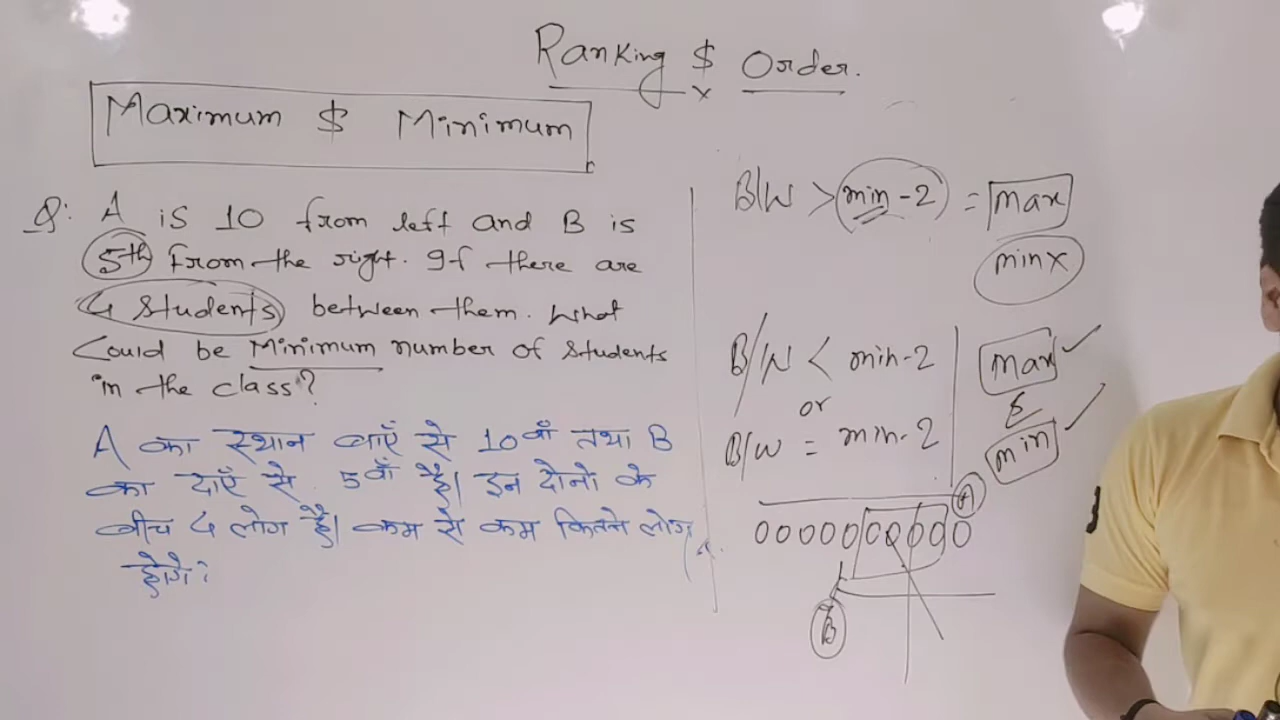 Ranking $ Order.
Maximum $ Minimum
Q: A is 10 from left and B is
5th from the right. If there are
4 Students between them. What
Could be Minimum number of Students
in the class?
A का स्थान बाएँ से 10वाँ तथा B
का दाएँ से 5वाँ है। इन दोनो के
बीच 4 लोग है। कम से कम कितने लोग
होगे?
B/W > min-2 = max
min x
B/W < min-2 max
or &
B/W = min-2 min
A
0000000000
B